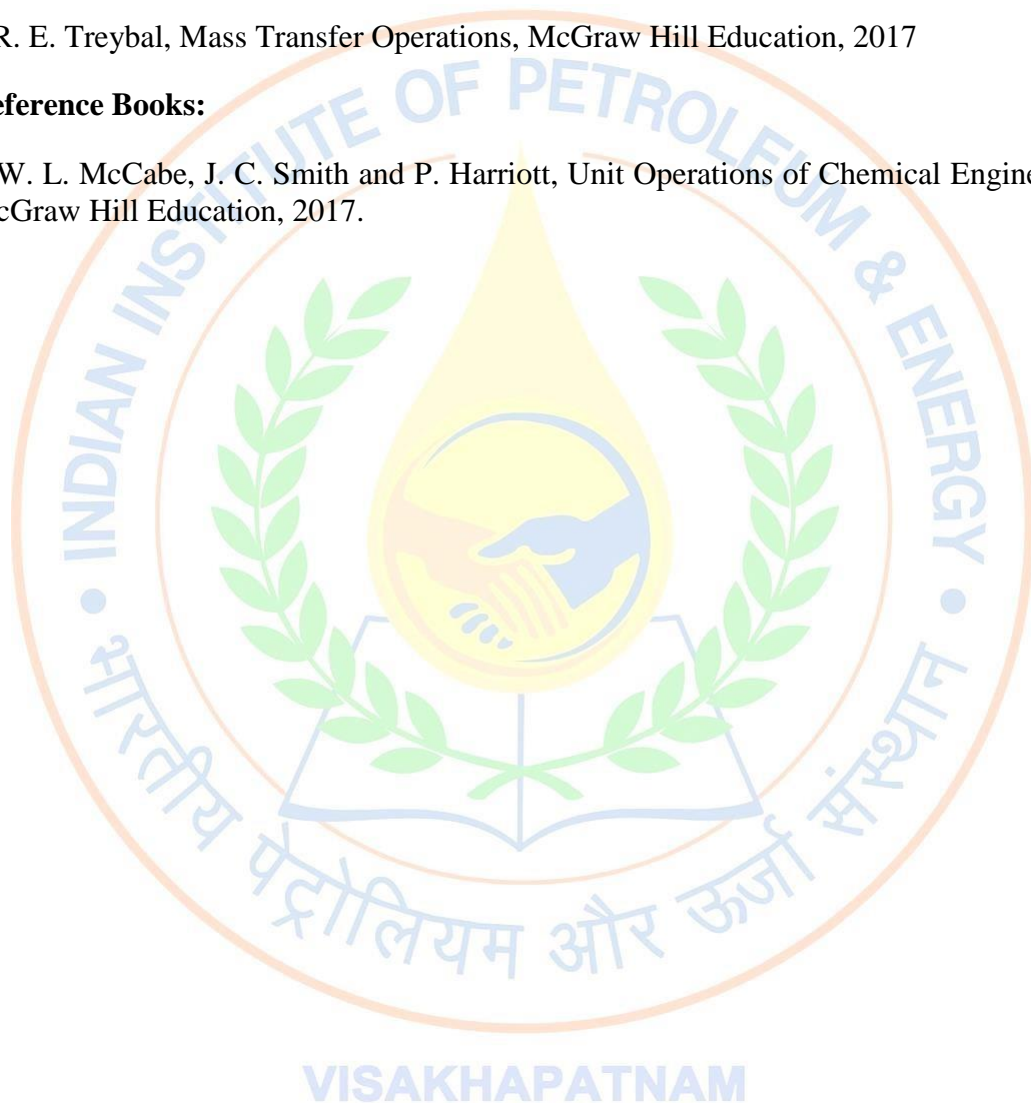 R. E. Treybal, Mass Transfer Operations, McGraw Hill Education, 2017
eference Books:
W. L. McCabe, J. C. Smith and P. Harriott, Unit Operations of Chemical Engine
cGraw Hill Education, 2017.
INDIAN INSTITUTE OF PETROLEUM & ENERGY
भारतीय पेट्रोलियम और ऊर्जा संस्थान
VISAKHAPATNAM